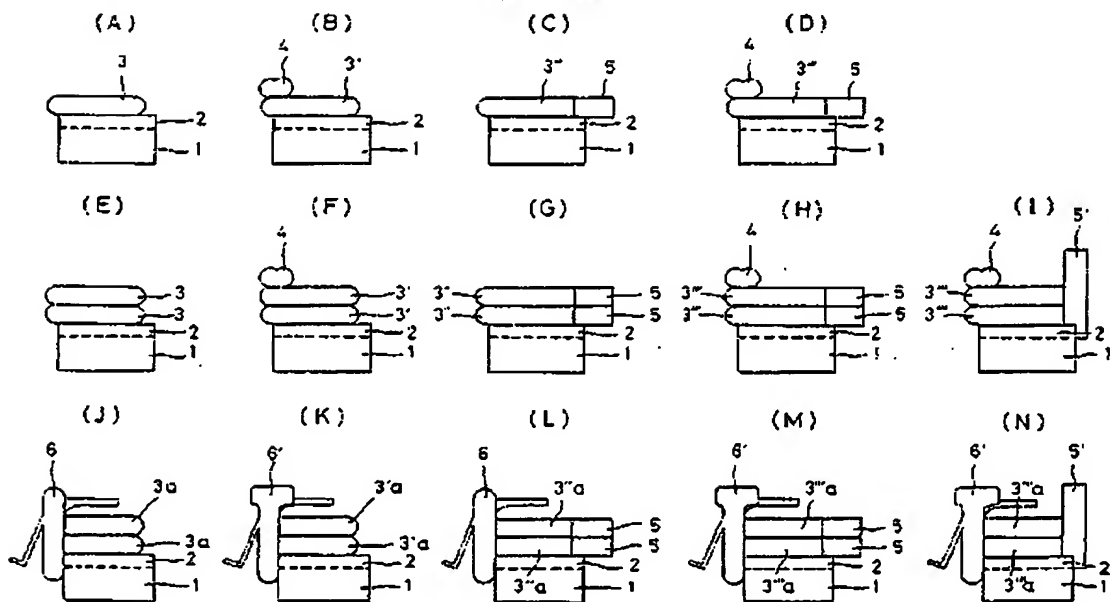 (A) (B) (C) (D)
3 2 1
4 3' 2 1
3" 5 2 1
4 3''' 5 2 1
(E) (F) (G) (H) (I)
3 3 2 1
4 3' 3' 2 1
3" 3" 5 5 2 1
4 3''' 3''' 5 5 2 1
5' 4 3''' 3''' 2 1
(J) (K) (L) (M) (N)
6 3a 3a 2 1
6' 3'a 3'a 2 1
6 3"a 5 5 3"a 2 1
6' 3'''a 5 5 3'''a 2 1
6' 5' 3'''a 3'''a 2 1